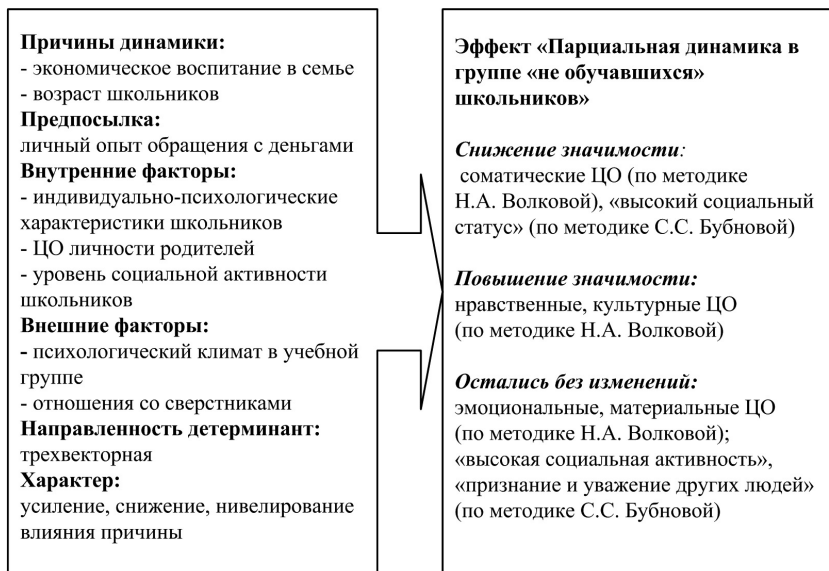 Причины динамики:
- экономическое воспитание в семье
- возраст школьников
Предпосылка:
личный опыт обращения с деньгами
Внутренние факторы:
- индивидуально-психологические
характеристики школьников
- ЦО личности родителей
- уровень социальной активности
школьников
Внешние факторы:
- психологический климат в учебной
группе
- отношения со сверстниками
Направленность детерминант:
трехвекторная
Характер:
усиление, снижение, нивелирование
влияния причины
Эффект «Парциальная динамика в
группе «не обучавшихся»
школьников»
Снижение значимости:
соматические ЦО (по методике
Н.А. Волковой), «высокий социальный
статус» (по методике С.С. Бубновой)
Повышение значимости:
нравственные, культурные ЦО
(по методике Н.А. Волковой)
Остались без изменений:
эмоциональные, материальные ЦО
(по методике Н.А. Волковой);
«высокая социальная активность»,
«признание и уважение других людей»
(по методике С.С. Бубновой)